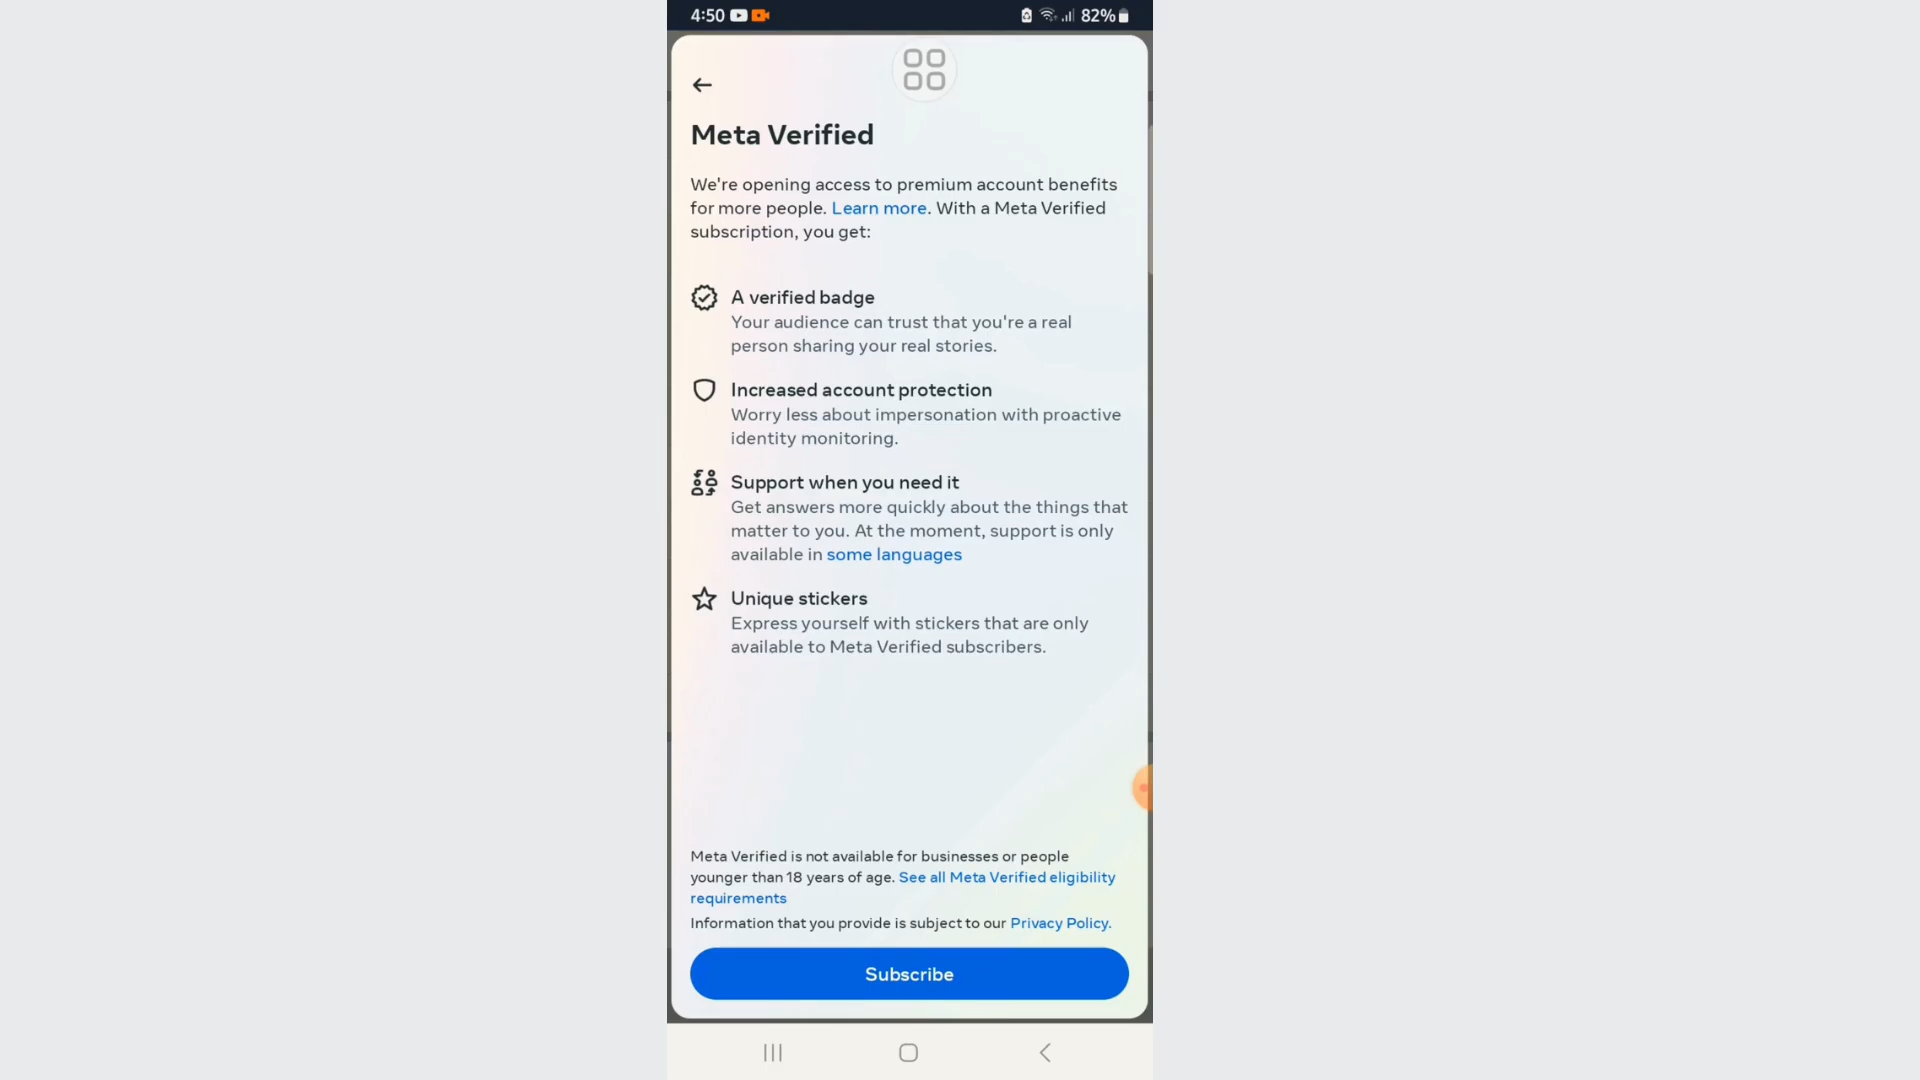 4:50
82%
Meta Verified
We're opening access to premium account benefits
for more people. Learn more. With a Meta Verified
subscription, you get:
A verified badge
Your audience can trust that you're a real
person sharing your real stories.
Increased account protection
Worry less about impersonation with proactive
identity monitoring.
Support when you need it
Get answers more quickly about the things that
matter to you. At the moment, support is only
available in some languages
Unique stickers
Express yourself with stickers that are only
available to Meta Verified subscribers.
Meta Verified is not available for businesses or people
younger than 18 years of age. See all Meta Verified eligibility
requirements
Information that you provide is subject to our Privacy Policy.
Subscribe